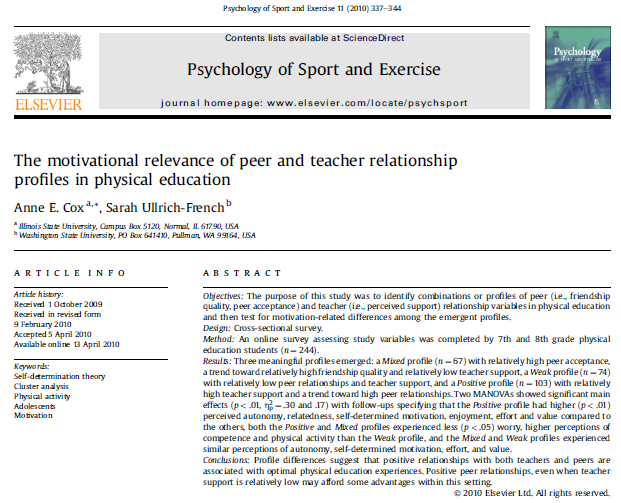 Psychology of Sport and Exercise 11 (2010) 337–344
Contents lists available at ScienceDirect
Psychology of Sport and Exercise
journal homepage: www.elsevier.com/locate/psychsport
ELSEVIER
Psychology
The motivational relevance of peer and teacher relationship
profiles in physical education
Anne E. Cox a,*, Sarah Ullrich-French b
a Illinois State University, Campus Box 5120, Normal, IL 61790, USA
b Washington State University, PO Box 641410, Pullman, WA 99164, USA
ARTICLE INFO
Article history:
Received 1 October 2009
Received in revised form
9 February 2010
Accepted 5 April 2010
Available online 13 April 2010
Keywords:
Self-determination theory
Cluster analysis
Physical activity
Adolescents
Motivation
ABSTRACT
Objectives: The purpose of this study was to identify combinations or profiles of peer (i.e., friendship
quality, peer acceptance) and teacher (i.e., perceived support) relationship variables in physical education
and then test for motivation-related differences among the emergent profiles.
Design: Cross-sectional survey.
Method: An online survey assessing study variables was completed by 7th and 8th grade physical
education students (n = 244).
Results: Three meaningful profiles emerged: a Mixed profile (n = 67) with relatively high peer acceptance,
a trend toward relatively high friendship quality and relatively low teacher support, a Weak profile (n = 74)
with relatively low peer relationships and teacher support, and a Positive profile (n = 103) with relatively
high teacher support and a trend toward high peer relationships. Two MANOVAs showed significant main
effects (p < .01, η²p = .30 and .17) with follow-ups specifying that the Positive profile had higher (p < .01)
perceived autonomy, relatedness, self-determined motivation, enjoyment, effort and value compared to
the others, both the Positive and Mixed profiles experienced less (p < .05) worry, higher perceptions of
competence and physical activity than the Weak profile, and the Mixed and Weak profiles experienced
similar perceptions of autonomy, self-determined motivation, effort, and value.
Conclusions: Profile differences suggest that positive relationships with both teachers and peers are
associated with optimal physical education experiences. Positive peer relationships, even when teacher
support is relatively low may afford some advantages within this setting.
© 2010 Elsevier Ltd. All rights reserved.